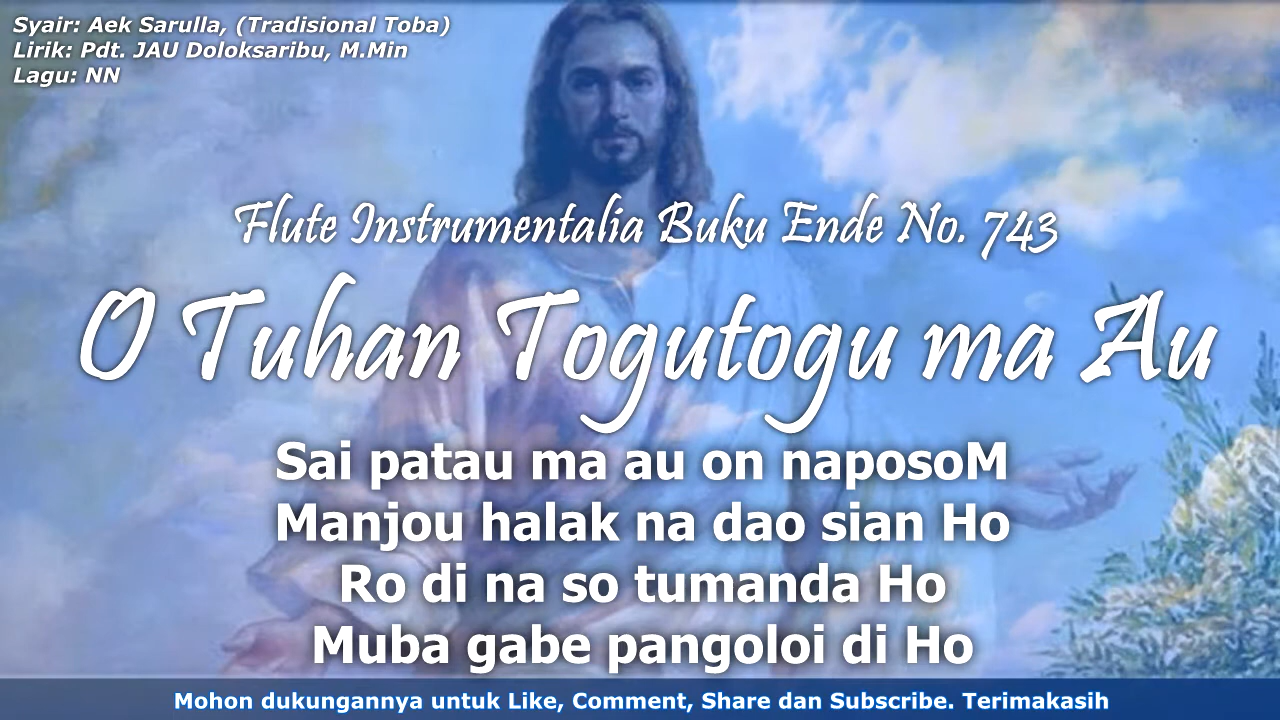 Syair: Aek Sarulla, (Tradisional Toba)
Lirik: Pdt. JAU Doloksaribu, M.Min
Lagu: NN
Flute Instrumentalia Buku Ende No. 743
O Tuhan Togutogu ma Au
Sai patau ma au on naposoM
Manjou halak na dao sian Ho
Ro di na so tumanda Ho
Muba gabe pangoloi di Ho
Mohon dukungannya untuk Like, Comment, Share dan Subscribe. Terimakasih